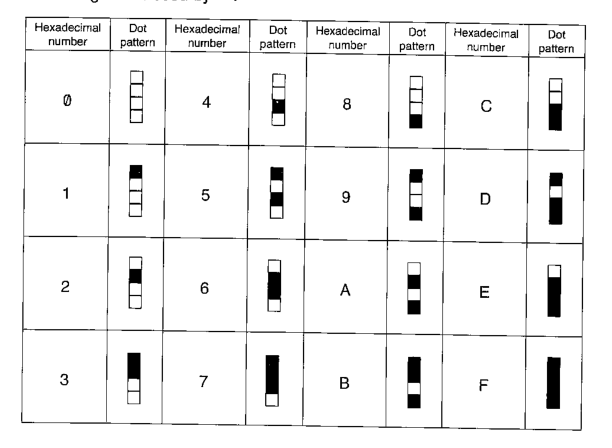 Hexadecimal number Dot pattern Hexadecimal number Dot pattern Hexadecimal number Dot pattern Hexadecimal number Dot pattern
0 4 8 C
1 5 9 D
2 6 A E
3 7 B F